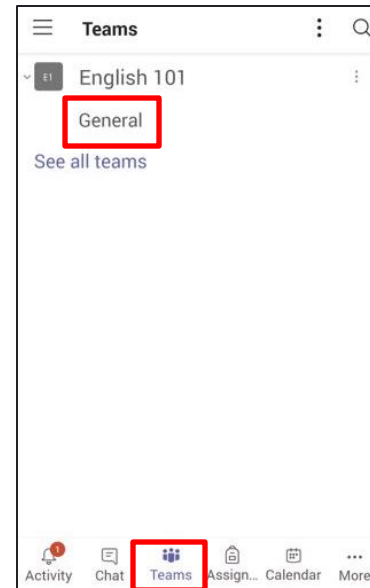 Teams
E1 English 101
General
See all teams
1
Activity Chat Teams Assign... Calendar More